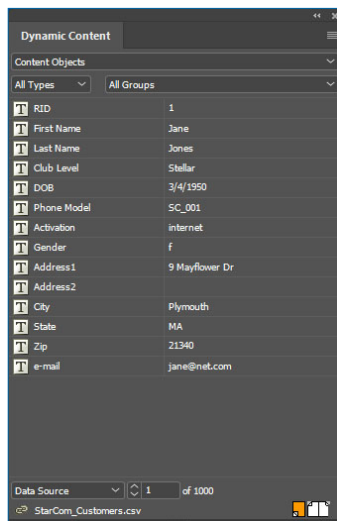 Dynamic Content
Content Objects
All Types All Groups
T RID 1
T First Name Jane
T Last Name Jones
T Club Level Stellar
T DOB 3/4/1950
T Phone Model SC_001
T Activation internet
T Gender f
T Address1 9 Mayflower Dr
T Address2
T City Plymouth
T State MA
T Zip 21340
T e-mail jane@net.com
Data Source 1 of 1000
StarCom_Customers.csv